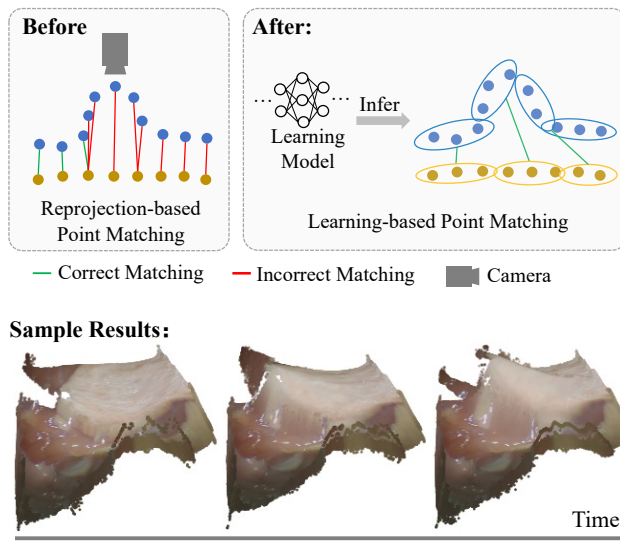 Before
Reprojection-based
Point Matching
After:
...
...
Infer
Learning
Model
Learning-based Point Matching
Correct Matching
Incorrect Matching
Camera
Sample Results:
Time